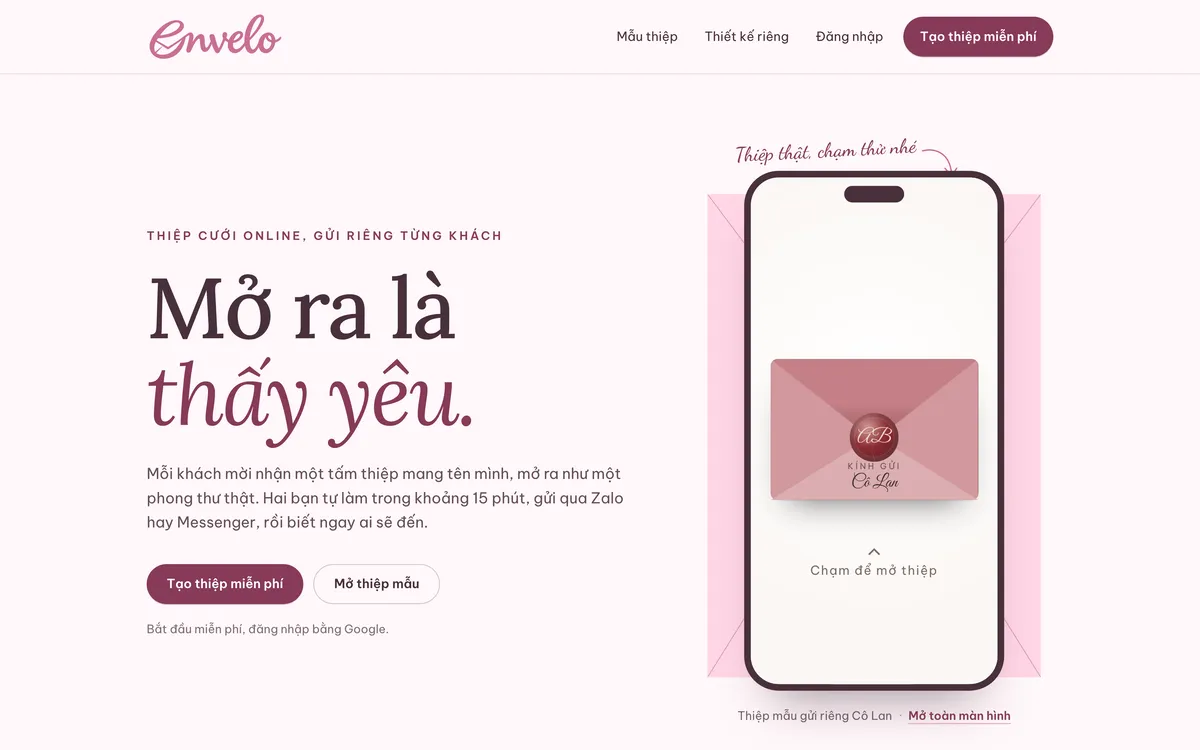 Envelo
Mẫu thiệp
Thiết kế riêng
Đăng nhập
Tạo thiệp miễn phí
THIỆP CƯỚI ONLINE, GỬI RIÊNG TỪNG KHÁCH
Mở ra là
thấy yêu.
Mỗi khách mời nhận một tấm thiệp mang tên mình, mở ra như một
phong thư thật. Hai bạn tự làm trong khoảng 15 phút, gửi qua Zalo
hay Messenger, rồi biết ngay ai sẽ đến.
Tạo thiệp miễn phí
Mở thiệp mẫu
Bắt đầu miễn phí, đăng nhập bằng Google.
Thiệp thật, chạm thử nhé
AB
KÍNH GỬI
Cô Lan
Chạm để mở thiệp
Thiệp mẫu gửi riêng Cô Lan · Mở toàn màn hình